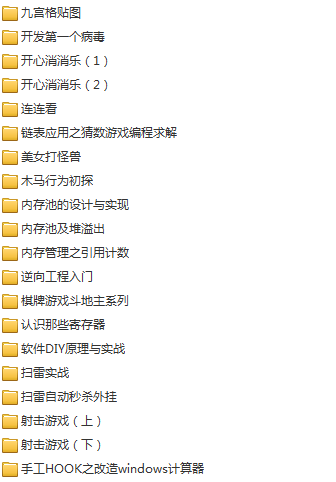 九宫格贴图
开发第一个病毒
开心消消乐（1）
开心消消乐（2）
连连看
链表应用之猜数游戏编程求解
美女打怪兽
木马行为初探
内存池的设计与实现
内存池及堆溢出
内存管理之引用计数
逆向工程入门
棋牌游戏斗地主系列
认识那些寄存器
软件DIY原理与实战
扫雷实战
扫雷自动秒杀外挂
射击游戏（上）
射击游戏（下）
手工HOOK之改造windows计算器